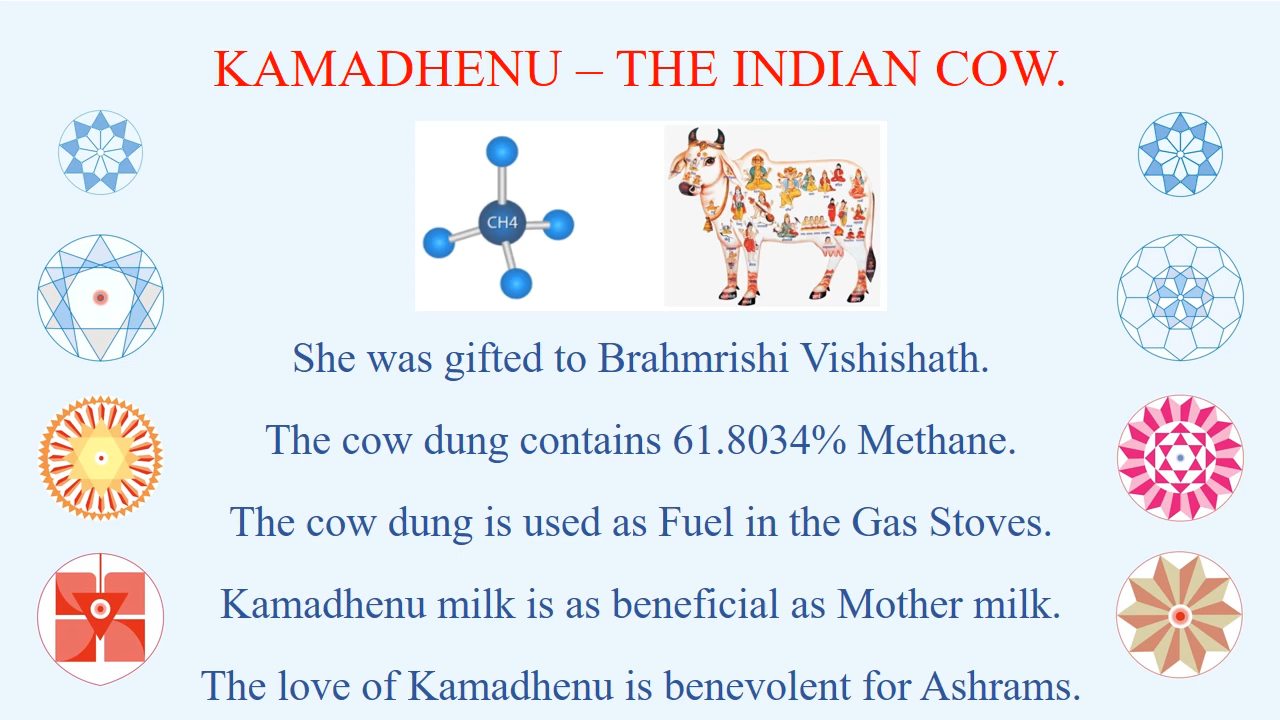 KAMADHENU – THE INDIAN COW.
CH4
She was gifted to Brahmrishi Vishishath.
The cow dung contains 61.8034% Methane.
The cow dung is used as Fuel in the Gas Stoves.
Kamadhenu milk is as beneficial as Mother milk.
The love of Kamadhenu is benevolent for Ashrams.